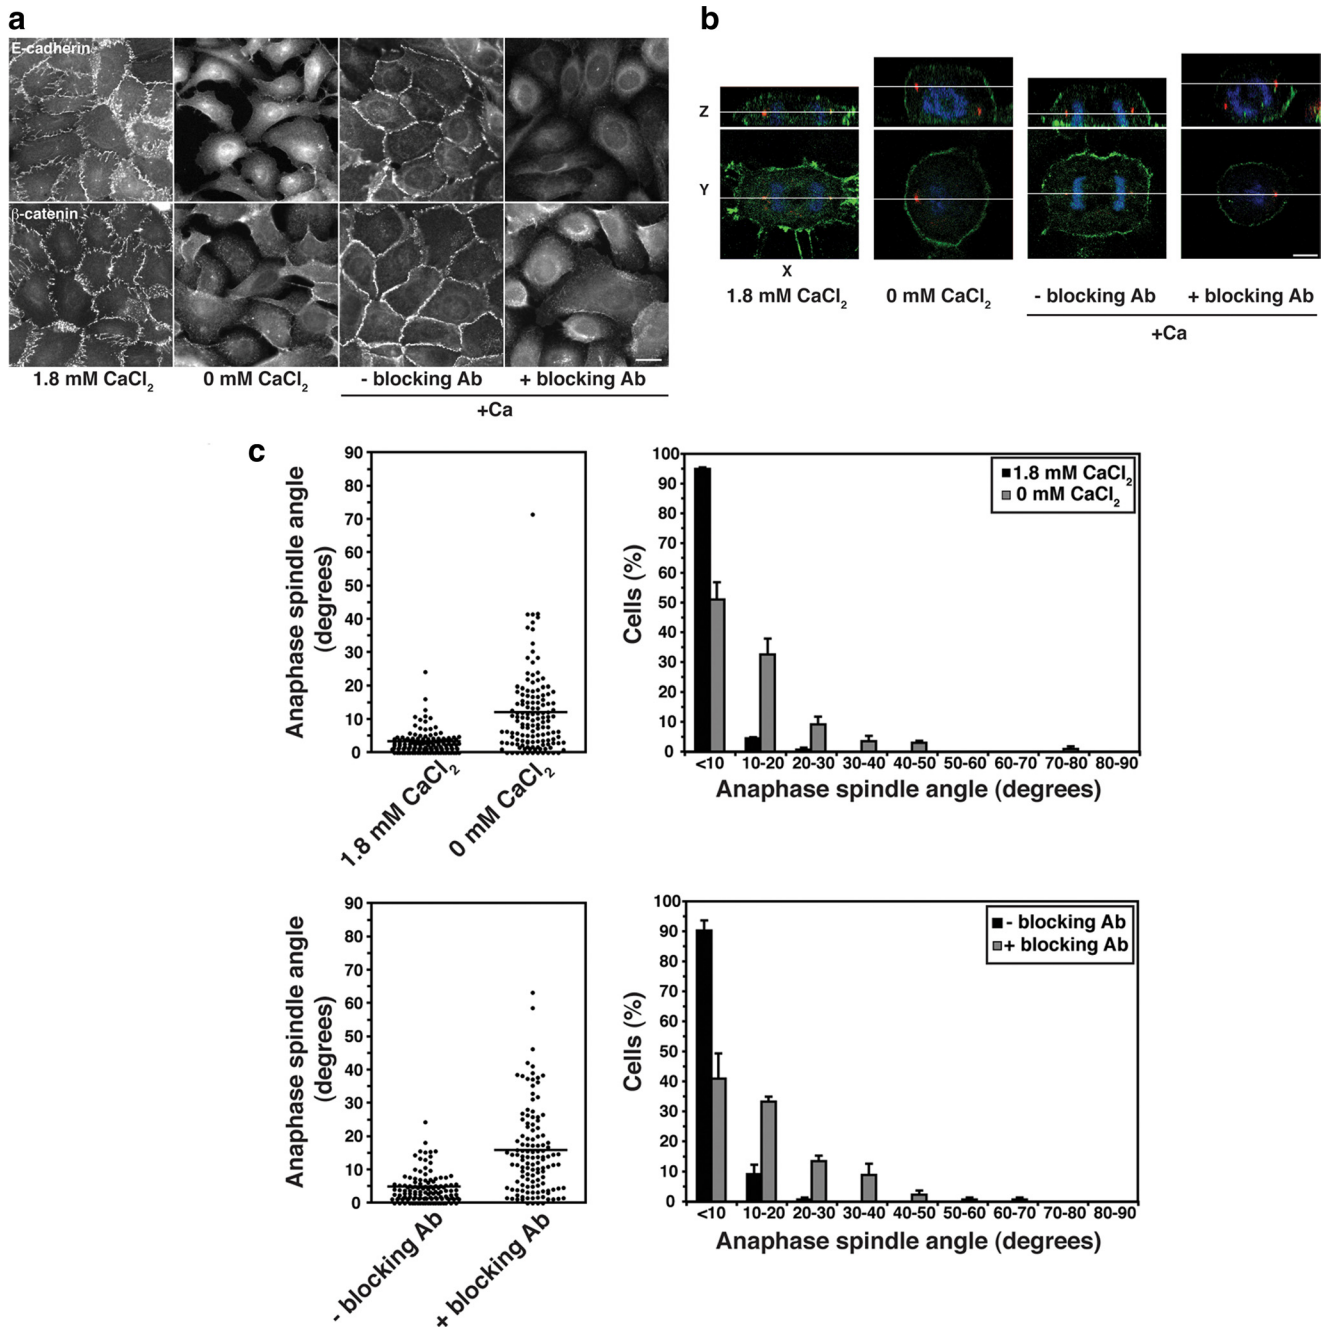 a
E-cadherin
β-catenin
1.8 mM CaCl2
0 mM CaCl2
- blocking Ab
+ blocking Ab
+Ca
b
Z
Y
X
1.8 mM CaCl2
0 mM CaCl2
- blocking Ab
+ blocking Ab
+Ca
c
Anaphase spindle angle
(degrees)
90
80
70
60
50
40
30
20
10
0
1.8 mM CaCl2
0 mM CaCl2
Cells (%)
100
90
80
70
60
50
40
30
20
10
0
1.8 mM CaCl2
0 mM CaCl2
<10 10-20 20-30 30-40 40-50 50-60 60-70 70-80 80-90
Anaphase spindle angle (degrees)
Anaphase spindle angle
(degrees)
90
80
70
60
50
40
30
20
10
0
- blocking Ab
+ blocking Ab
Cells (%)
100
90
80
70
60
50
40
30
20
10
0
- blocking Ab
+ blocking Ab
<10 10-20 20-30 30-40 40-50 50-60 60-70 70-80 80-90
Anaphase spindle angle (degrees)